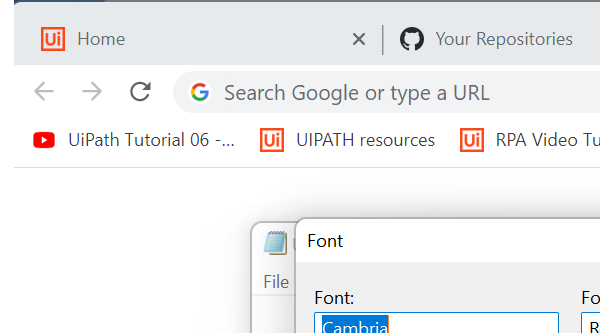 Ui Home Your Repositories
Search Google or type a URL
UiPath Tutorial 06 -... Ui UIPATH resources Ui RPA Video Tu
Font
File
Font: Fo
Cambria R